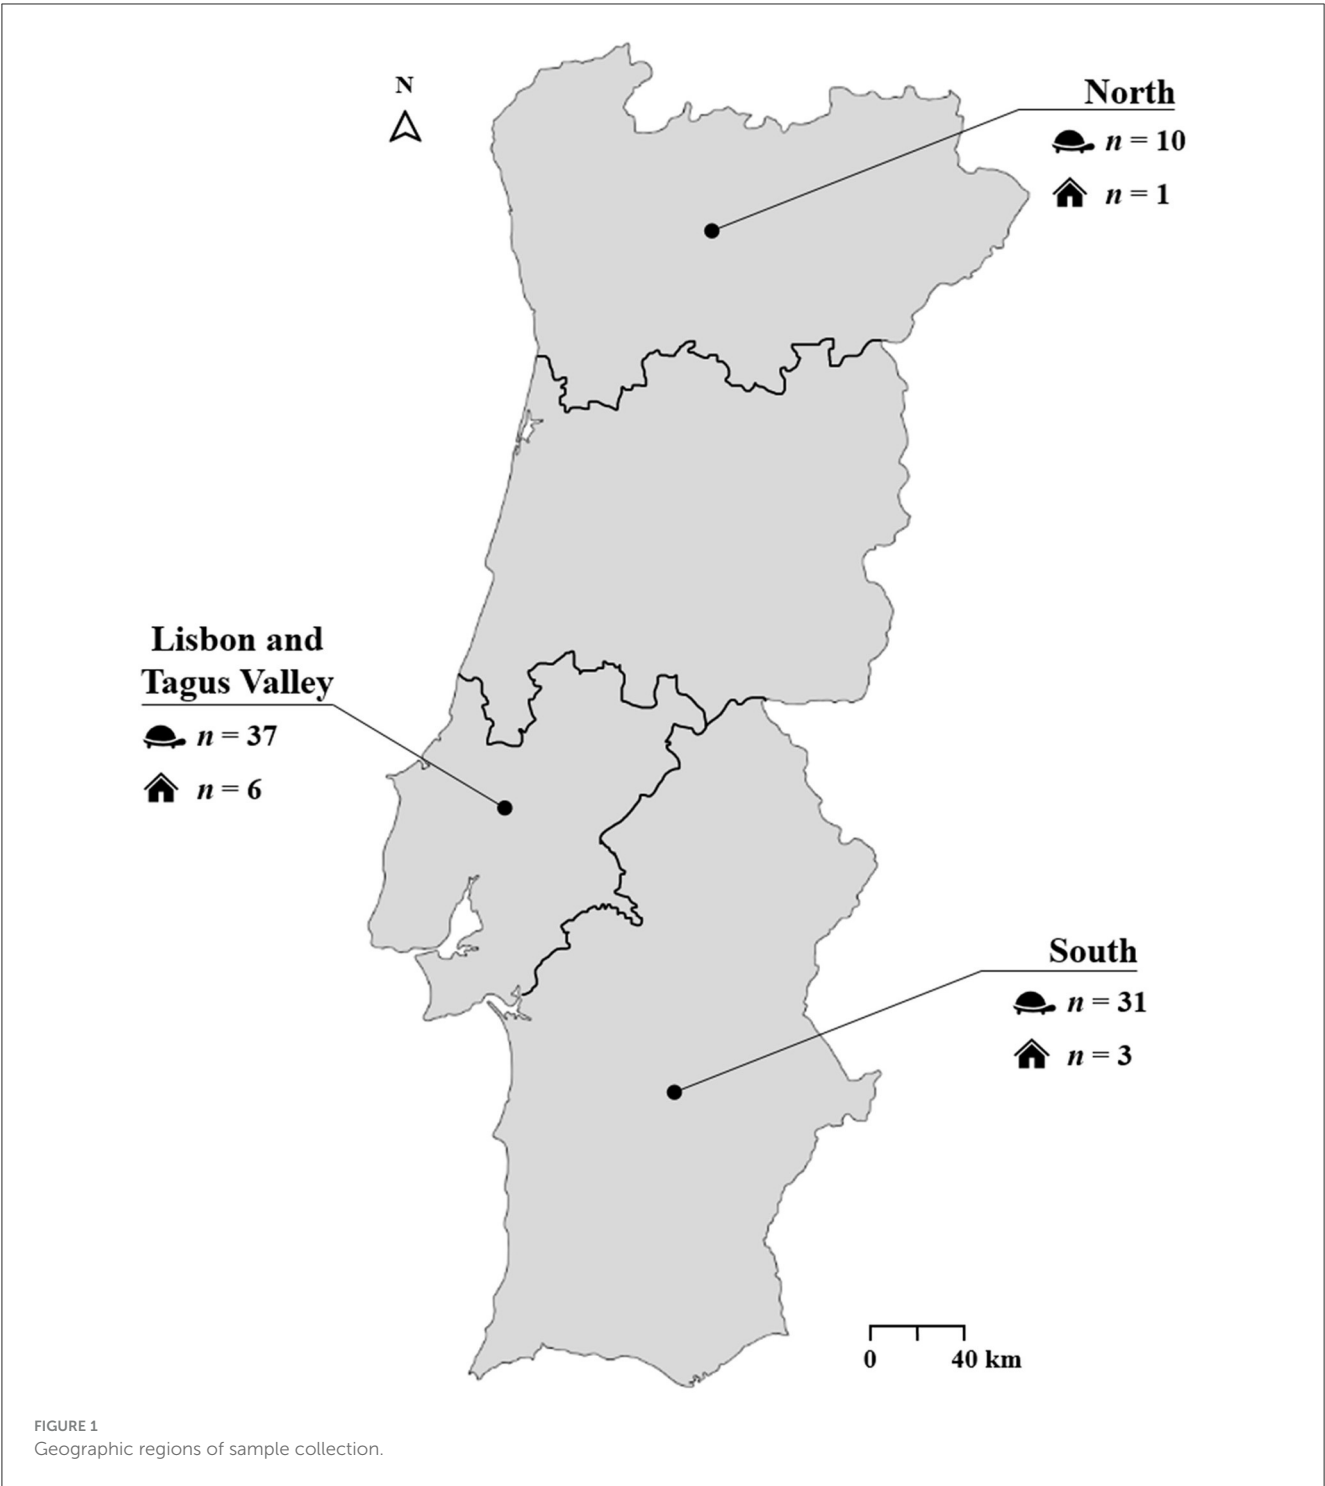 N
North
n = 10
n = 1
Lisbon and
Tagus Valley
n = 37
n = 6
South
n = 31
n = 3
0 40 km
FIGURE 1
Geographic regions of sample collection.